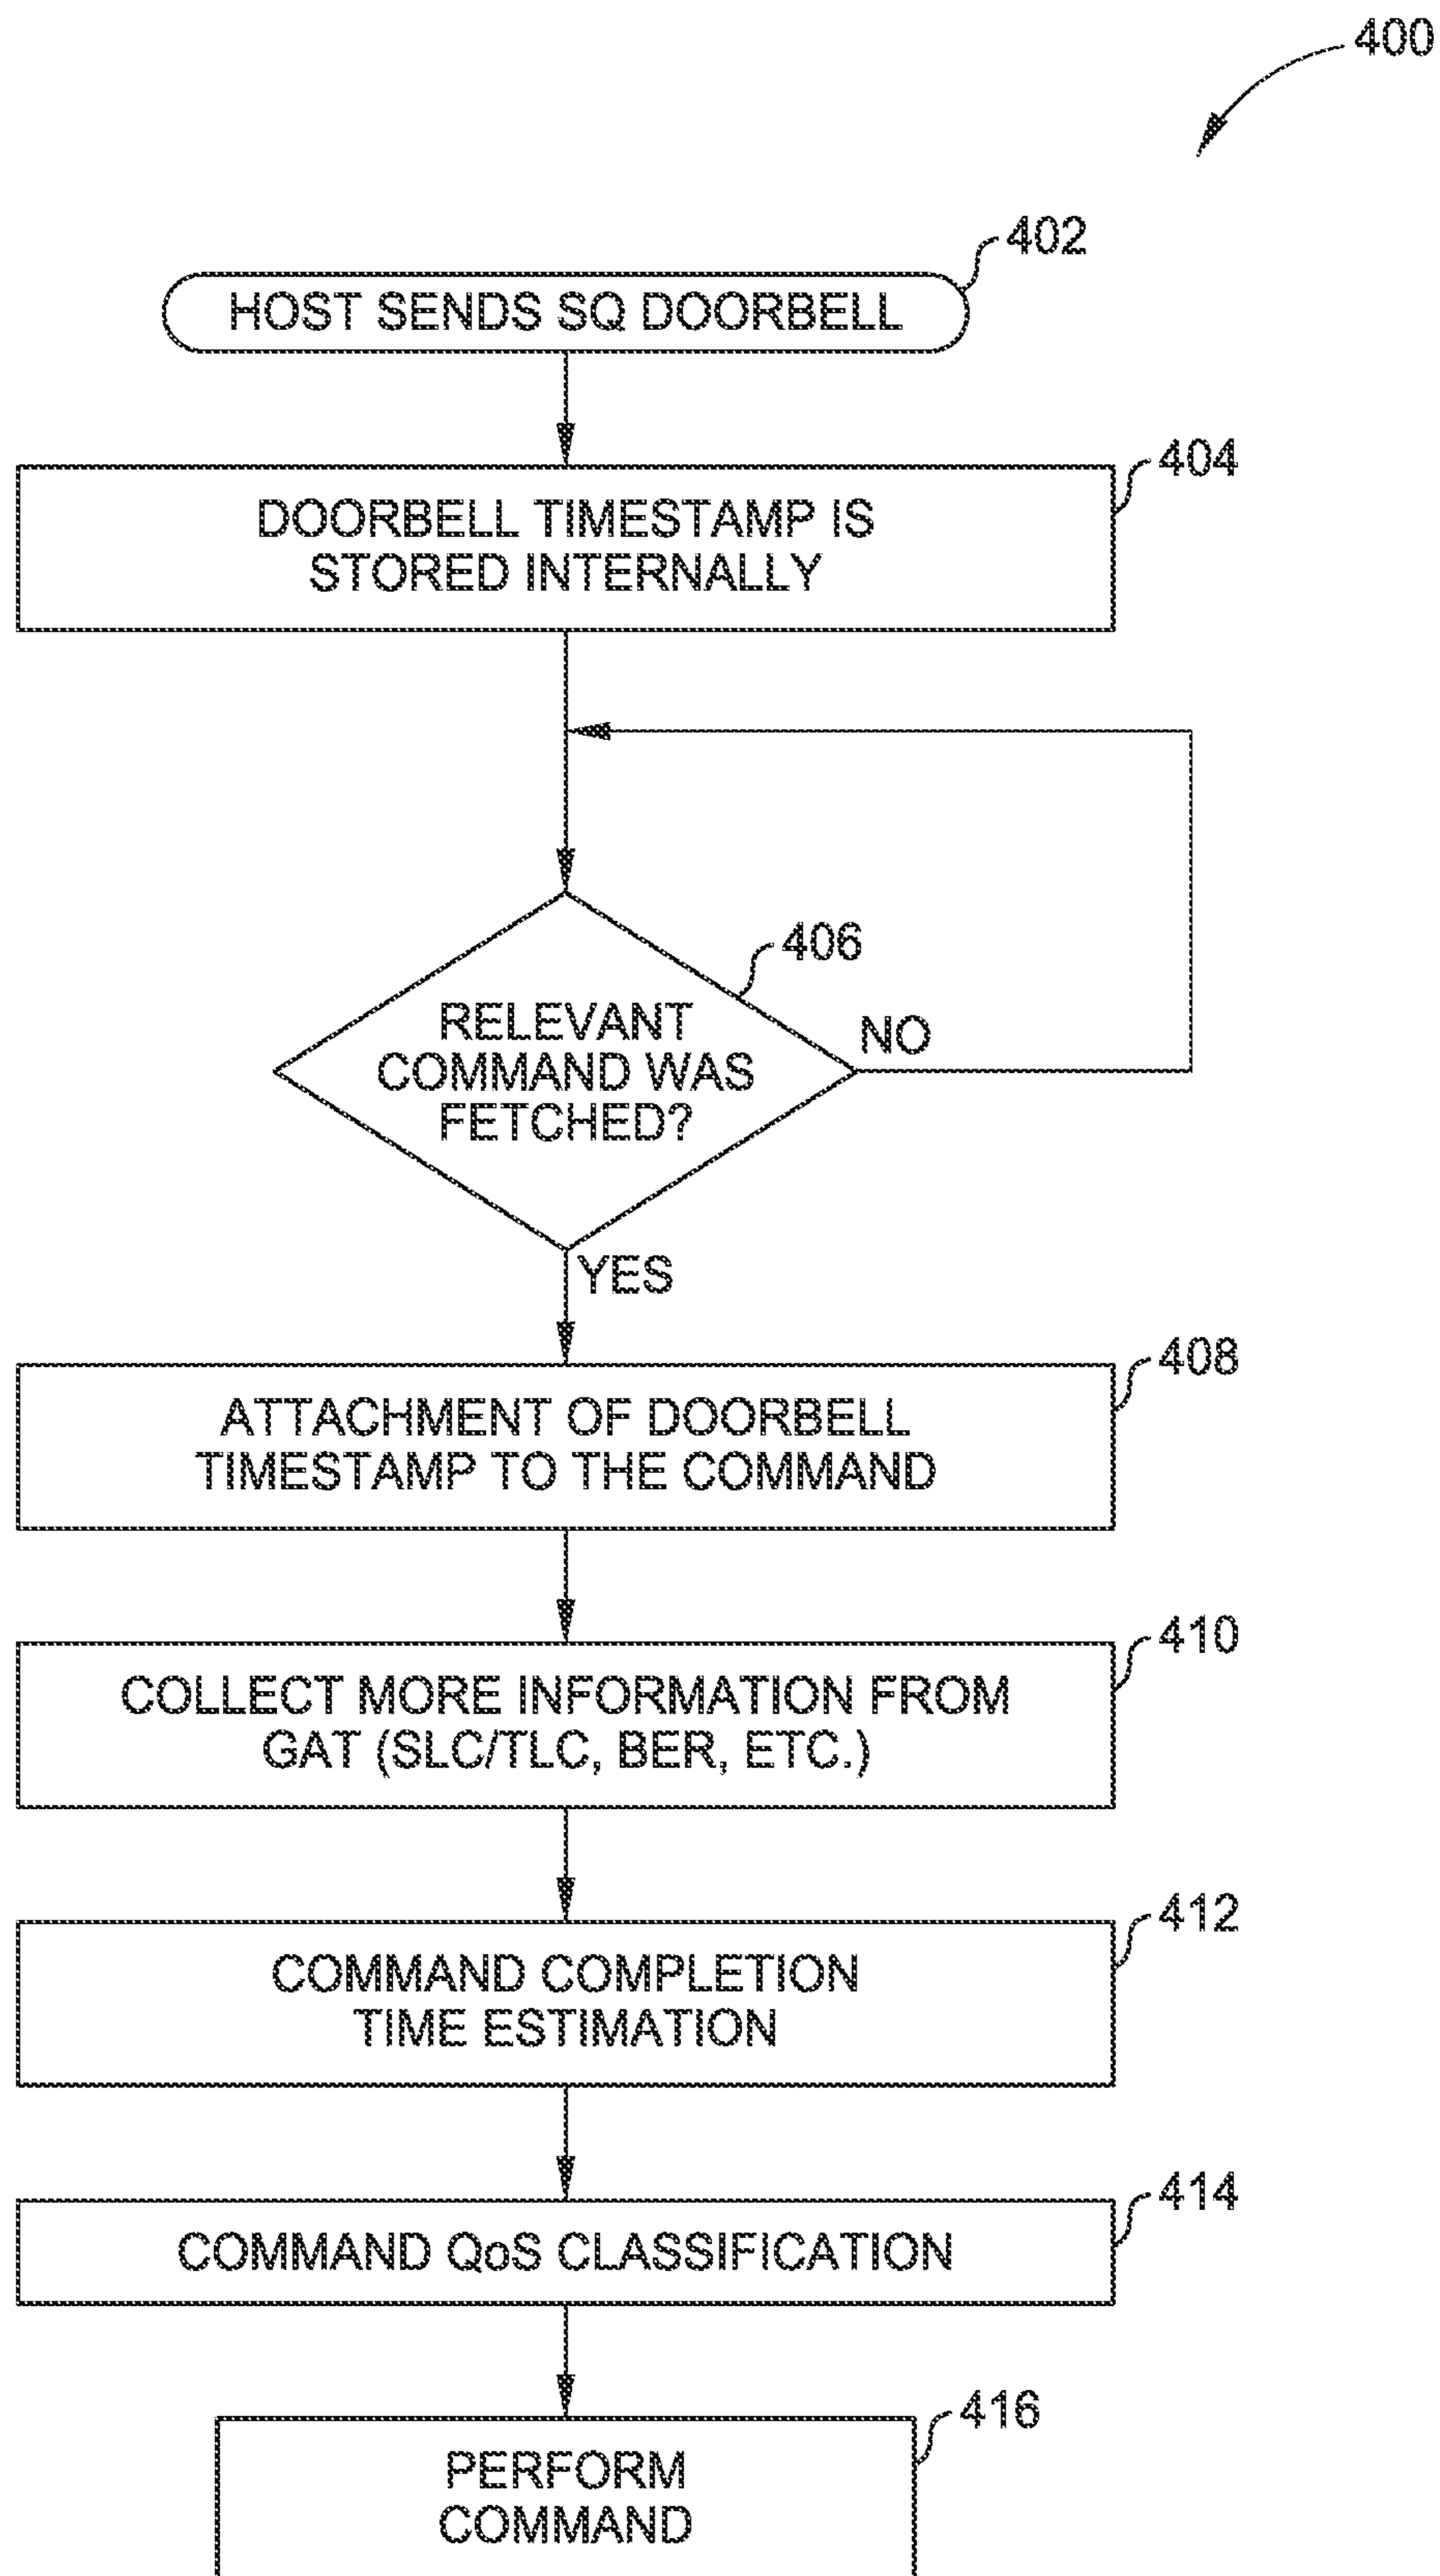 400
402
HOST SENDS SQ DOORBELL
404
DOORBELL TIMESTAMP IS
STORED INTERNALLY
406
RELEVANT
COMMAND WAS
FETCHED?
NO
YES
408
ATTACHMENT OF DOORBELL
TIMESTAMP TO THE COMMAND
410
COLLECT MORE INFORMATION FROM
GAT (SLC/TLC, BER, ETC.)
412
COMMAND COMPLETION
TIME ESTIMATION
414
COMMAND QoS CLASSIFICATION
416
PERFORM
COMMAND